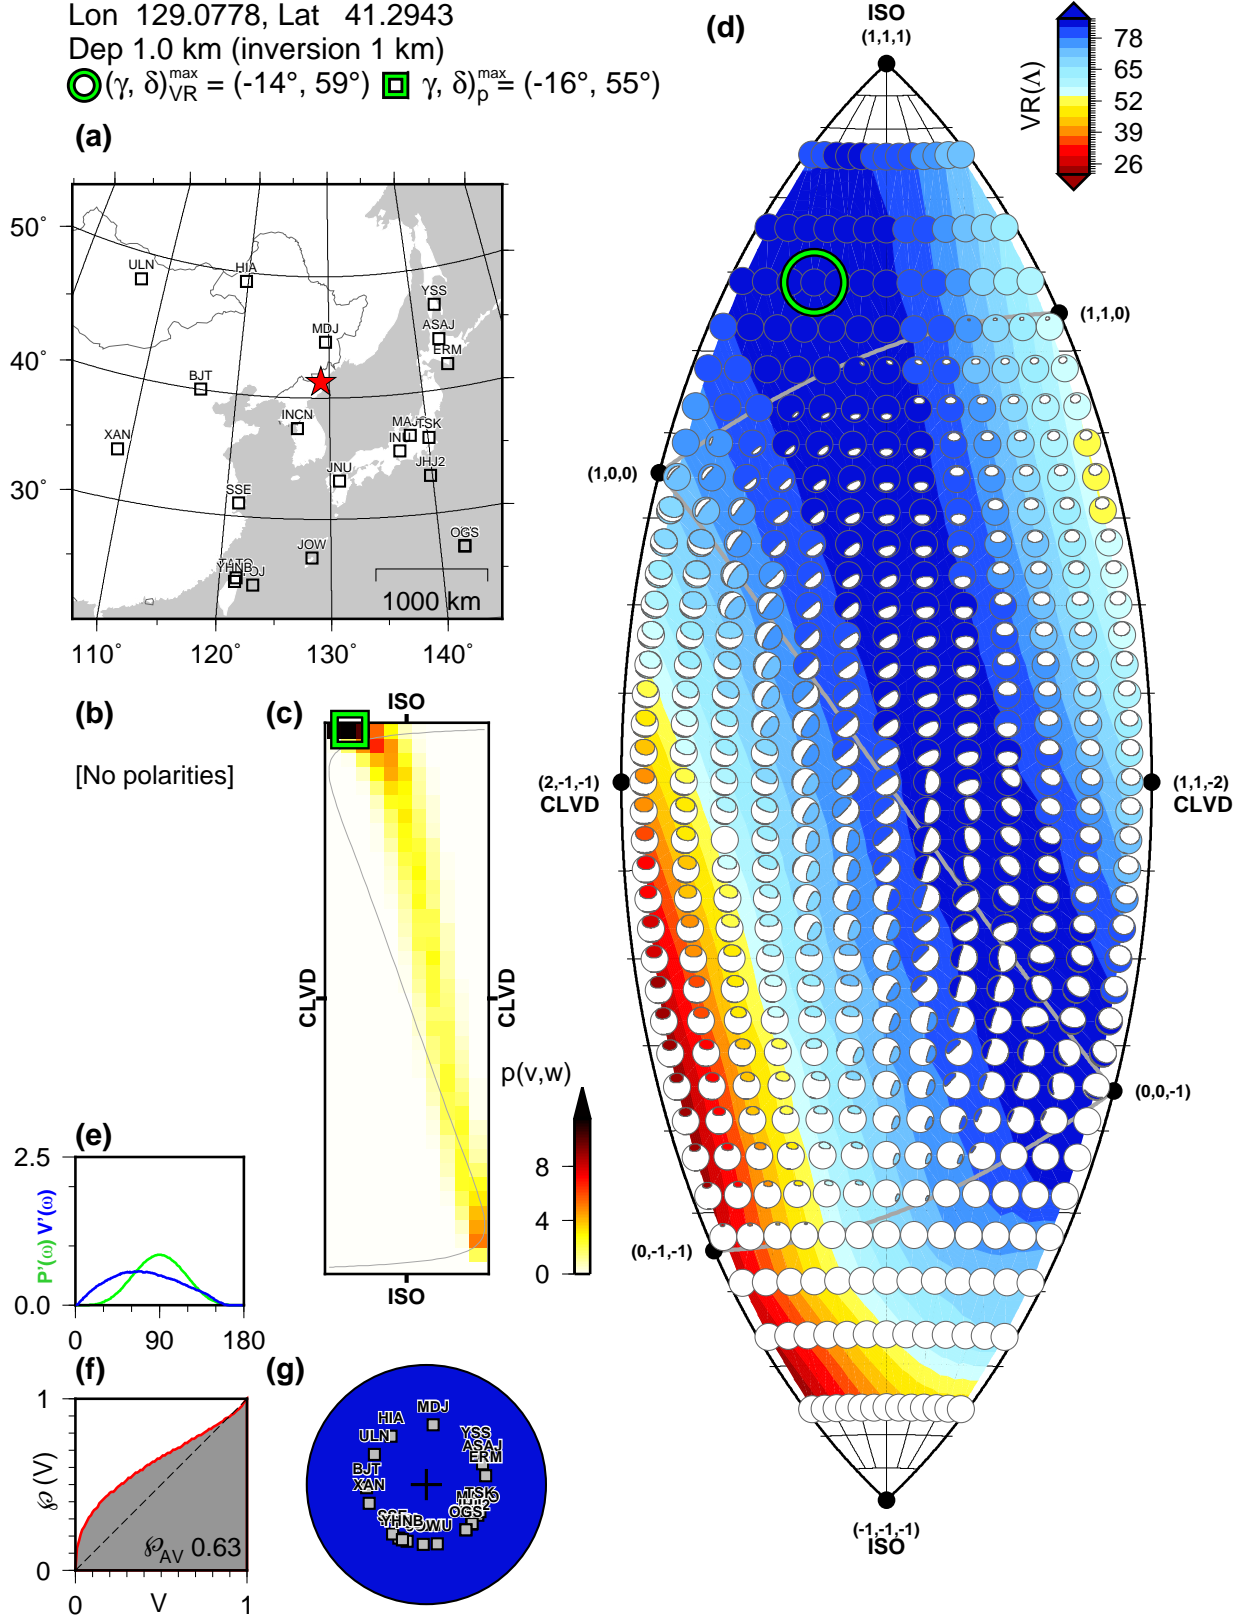 Lon 129.0778, Lat 41.2943
Dep 1.0 km (inversion 1 km)
(γ, δ)VRmax = (-14°, 59°) γ, δ)pmax = (-16°, 55°)
(a)
50°
40°
30°
110°
120°
130°
140°
ULN
HIA
YSS
ASAJ
ERM
MDJ
BJT
INCN
XAN
TSK
JNU
JHJ2
SSE
JOW
OGS
YHNB
1000 km
(b)
[No polarities]
(c)
ISO
CLVD
CLVD
ISO
p(v,w)
8
4
0
(d)
ISO
(1,1,1)
VR(Λ)
78
65
52
39
26
(1,1,0)
(1,0,0)
(2,-1,-1)
CLVD
(1,1,-2)
CLVD
(0,0,-1)
(0,-1,-1)
(-1,-1,-1)
ISO
(e)
2.5
0.0
P'(ω) V'(ω)
0
90
180
(f)
1
0
℘(V)
℘AV 0.63
0
V
1
(g)
MDJ
HIA
ULN
YSS
ASAJ
ERM
BJT
XAN
TSK
OGS
YHNB